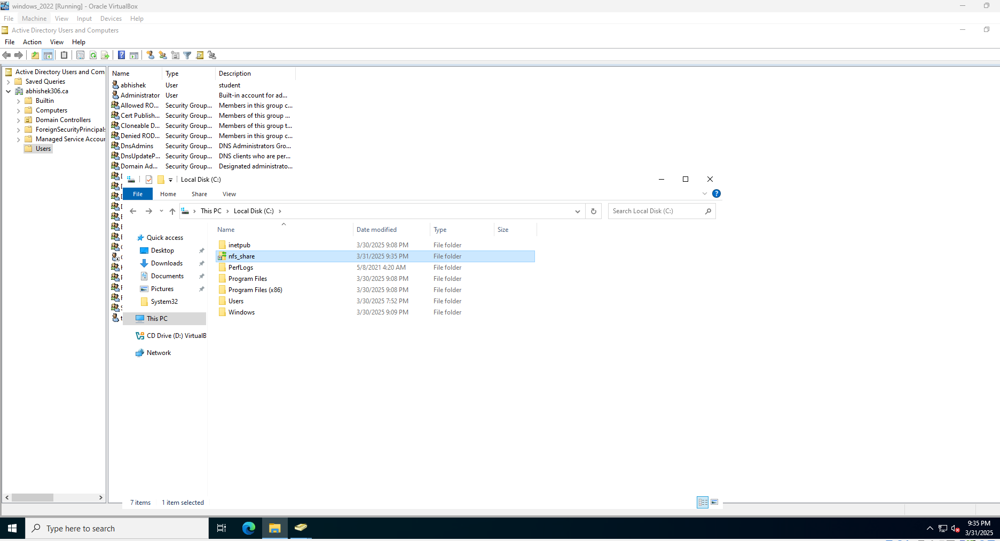 windows_2022 [Running] - Oracle VirtualBox
File Machine View Input Devices Help
Active Directory Users and Computers
File Action View Help
Active Directory Users and Com
Saved Queries
abhishek306.ca
Builtin
Computers
Domain Controllers
ForeignSecurityPrincipals
Managed Service Accour
Users
Name Type Description
abhishek User student
Administrator User Built-in account for ad...
Allowed RO... Security Group... Members in this group c...
Cert Publish... Security Group... Members of this group ...
Cloneable D... Security Group... Members of this group t...
Denied ROD... Security Group... Members in this group c...
DnsAdmins Security Group... DNS Administrators Gro...
DnsUpdateP... Security Group... DNS clients who are per...
Domain Ad... Security Group... Designated administrato...
Local Disk (C:)
File Home Share View
This PC Local Disk (C:)
Search Local Disk (C:)
Quick access
Desktop
Downloads
Documents
Pictures
System32
This PC
CD Drive (D:) VirtualB
Network
Name Date modified Type Size
inetpub 3/30/2025 9:08 PM File folder
nfs_share 3/31/2025 9:35 PM File folder
PerfLogs 5/8/2021 4:20 AM File folder
Program Files 3/30/2025 9:08 PM File folder
Program Files (x86) 3/30/2025 9:08 PM File folder
Users 3/30/2025 7:52 PM File folder
Windows 3/30/2025 9:09 PM File folder
7 items 1 item selected
Type here to search
9:35 PM
3/31/2025